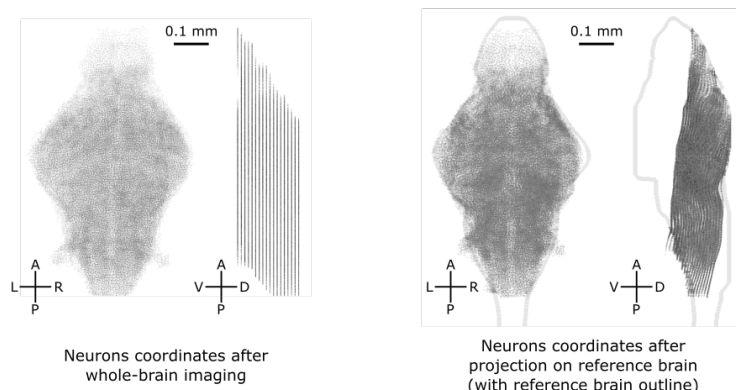 0.1 mm
0.1 mm
A
L R
P
A
V D
P
A
L R
P
A
V D
P
Neurons coordinates after
whole-brain imaging
Neurons coordinates after
projection on reference brain
(with reference brain outline)